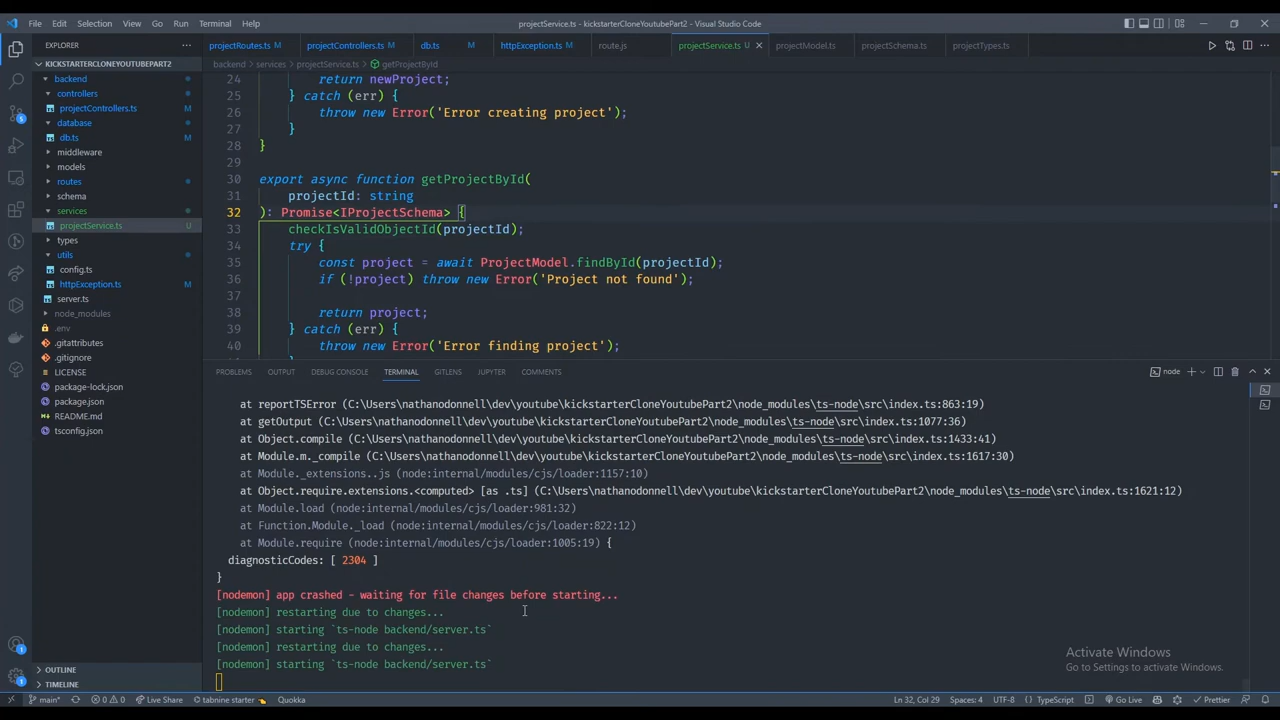 File Edit Selection View Go Run Terminal Help
projectService.ts - kickstarterCloneYoutubePart2 - Visual Studio Code
EXPLORER
projectRoutes.ts M projectControllers.ts M db.ts M httpException.ts M route.js projectService.ts U projectModel.ts projectSchema.ts projectTypes.ts
backend > services > projectService.ts > getProjectById
KICKSTARTERCLONEYOUTUBEPART2
backend
controllers
projectControllers.ts M
database
db.ts M
middleware
models
routes
schema
services
projectService.ts U
types
utils
config.ts
httpException.ts M
server.ts
node_modules
.env
.gitattributes
.gitignore
LICENSE
package-lock.json
package.json
README.md
tsconfig.json
OUTLINE
TIMELINE
24 return newProject;
25 } catch (err) {
26 throw new Error('Error creating project');
27 }
28 }
29
30 export async function getProjectById(
31 projectId: string
32 ): Promise<IProjectSchema> {
33 checkIsValidObjectId(projectId);
34 try {
35 const project = await ProjectModel.findById(projectId);
36 if (!project) throw new Error('Project not found');
37
38 return project;
39 } catch (err) {
40 throw new Error('Error finding project');
PROBLEMS OUTPUT DEBUG CONSOLE TERMINAL GITLENS JUPYTER COMMENTS
node
at reportTSError (C:\Users\nathanodonnell\dev\youtube\kickstarterCloneYoutubePart2\node_modules\ts-node\src\index.ts:863:19)
at getOutput (C:\Users\nathanodonnell\dev\youtube\kickstarterCloneYoutubePart2\node_modules\ts-node\src\index.ts:1077:36)
at Object.compile (C:\Users\nathanodonnell\dev\youtube\kickstarterCloneYoutubePart2\node_modules\ts-node\src\index.ts:1433:41)
at Module.m._compile (C:\Users\nathanodonnell\dev\youtube\kickstarterCloneYoutubePart2\node_modules\ts-node\src\index.ts:1617:30)
at Module._extensions..js (node:internal/modules/cjs/loader:1157:10)
at Object.require.extensions.<computed> [as .ts] (C:\Users\nathanodonnell\dev\youtube\kickstarterCloneYoutubePart2\node_modules\ts-node\src\index.ts:1621:12)
at Module.load (node:internal/modules/cjs/loader:981:32)
at Function.Module._load (node:internal/modules/cjs/loader:822:12)
at Module.require (node:internal/modules/cjs/loader:1005:19) {
diagnosticCodes: [ 2304 ]
}
[nodemon] app crashed - waiting for file changes before starting...
[nodemon] restarting due to changes...
[nodemon] starting `ts-node backend/server.ts`
[nodemon] restarting due to changes...
[nodemon] starting `ts-node backend/server.ts`
Activate Windows
Go to Settings to activate Windows.
main* 0 0 Live Share tabnine starter Quokka Ln 32, Col 29 Spaces: 4 UTF-8 {} TypeScript Go Live Prettier